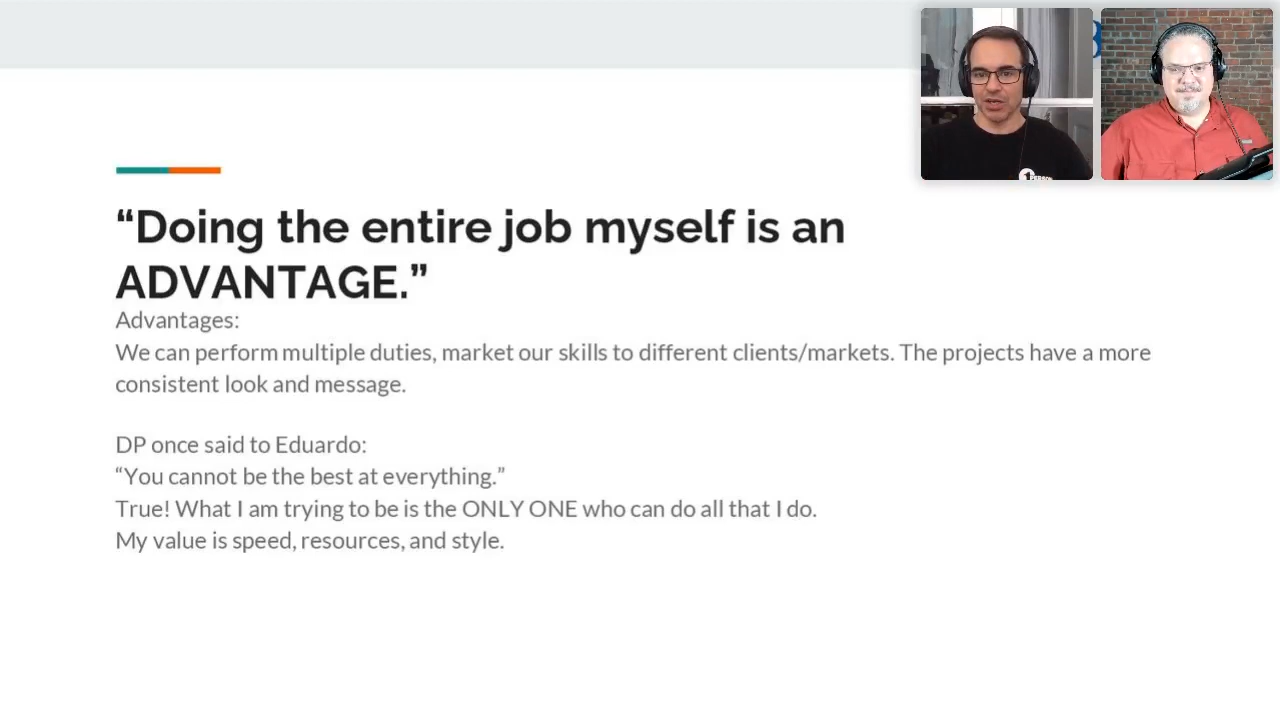 “Doing the entire job myself is an
ADVANTAGE.”
Advantages:
We can perform multiple duties, market our skills to different clients/markets. The projects have a more
consistent look and message.
DP once said to Eduardo:
“You cannot be the best at everything.”
True! What I am trying to be is the ONLY ONE who can do all that I do.
My value is speed, resources, and style.
1 PERSON